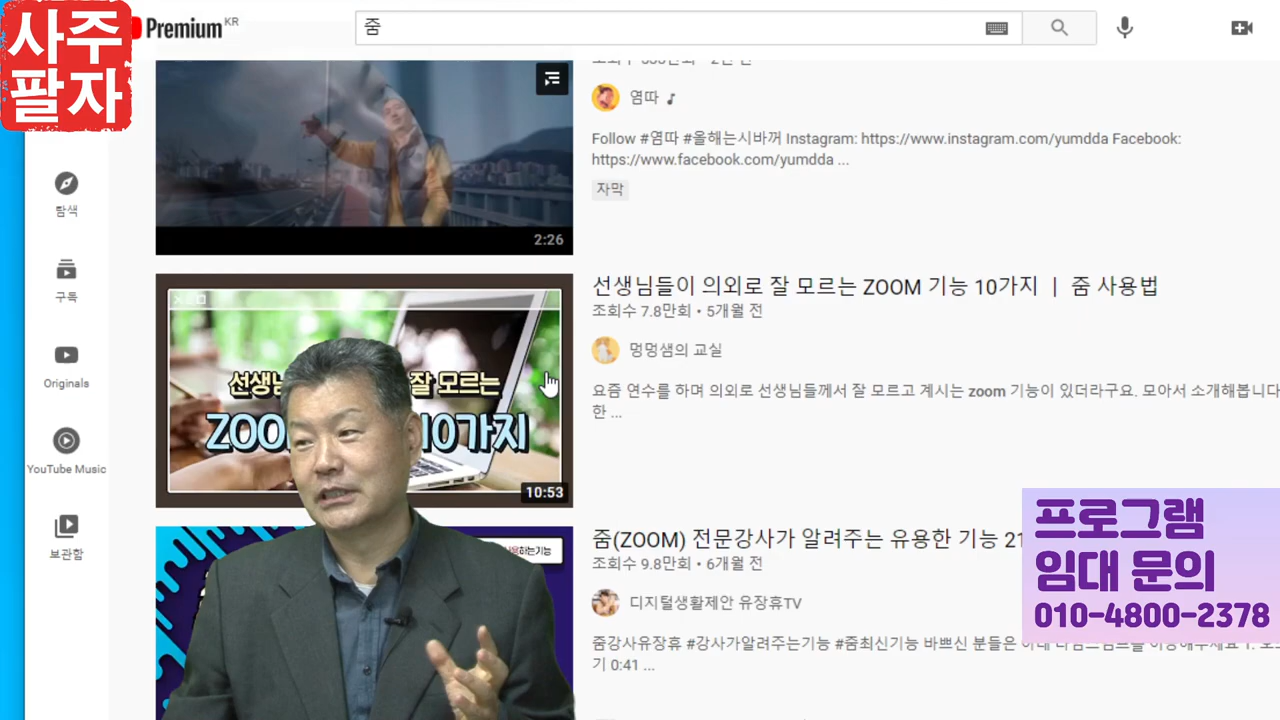 사주
팔자
Premium KR
줌
염따
Follow #염따 #올해는시바꺼 Instagram: https://www.instagram.com/yumdda Facebook:
https://www.facebook.com/yumdda ...
자막
2:26
탐색
구독
Originals
YouTube Music
보관함
선생님들이 의외로 잘 모르는 ZOOM 기능 10가지 ㅣ 줌 사용법
조회수 7.8만회 • 5개월 전
멍멍샘의 교실
요즘 연수를 하며 의외로 선생님들께서 잘 모르고 계시는 zoom 기능이 있더라구요. 모아서 소개해봅니다
한 ...
잘 모르는
10가지
10:53
줌(ZOOM) 전문강사가 알려주는 유용한 기능 21
조회수 9.8만회 • 6개월 전
디지털생활제안 유장휴TV
줌강사유장휴 #강사가알려주는기능 #줌최신기능 바쁘신 분들은
기 0:41 ...
프로그램
임대 문의
010-4800-2378